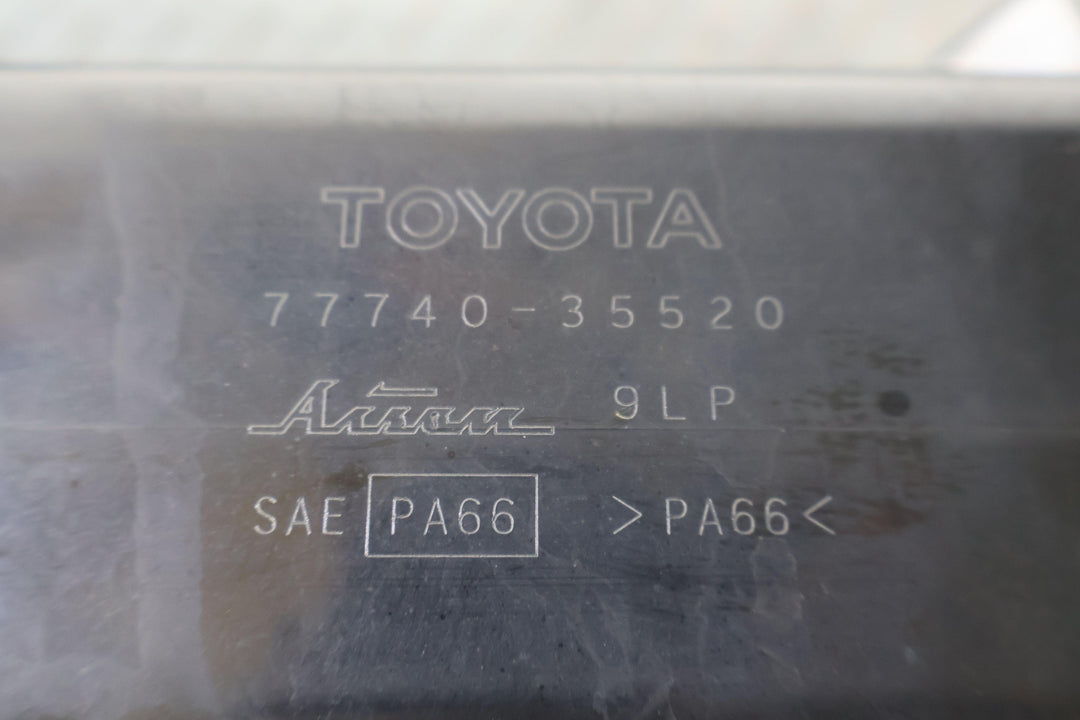 TOYOTA
77740-35520
Aisan 9LP
SAE PA66 >PA66<